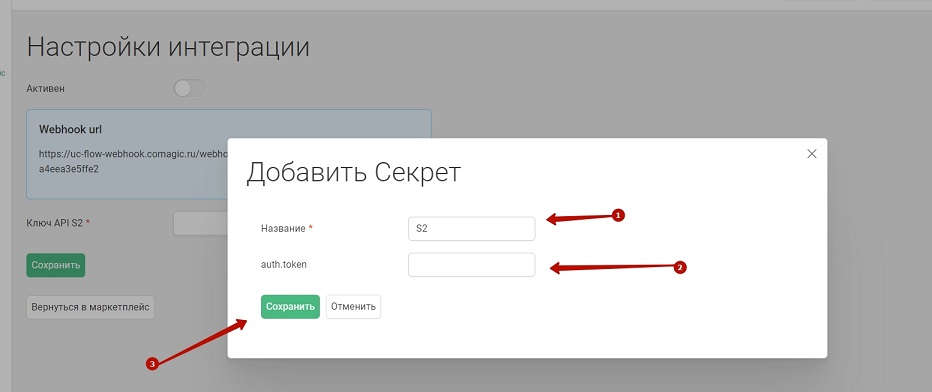 Настройки интеграции
Активен
Webhook url
https://uc-flow-webhook.comagic.ru/webho
a4eea3e5ffe2
Ключ API S2 *
Сохранить
Вернуться в маркетплейс
Добавить Секрет
Название *
S2
1
auth.token
2
Сохранить
Отменить
3